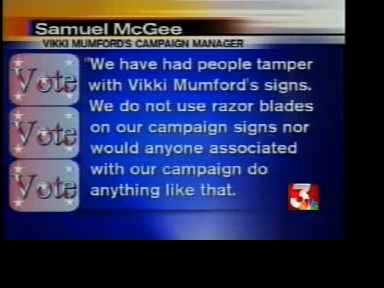 Samuel McGee
VIKKI MUMFORD'S CAMPAIGN MANAGER
"We have had people tamper
with Vikki Mumford's signs.
We do not use razor blades
on our campaign signs nor
would anyone associated
with our campaign do
anything like that.
Vote
Vote
Vote
3